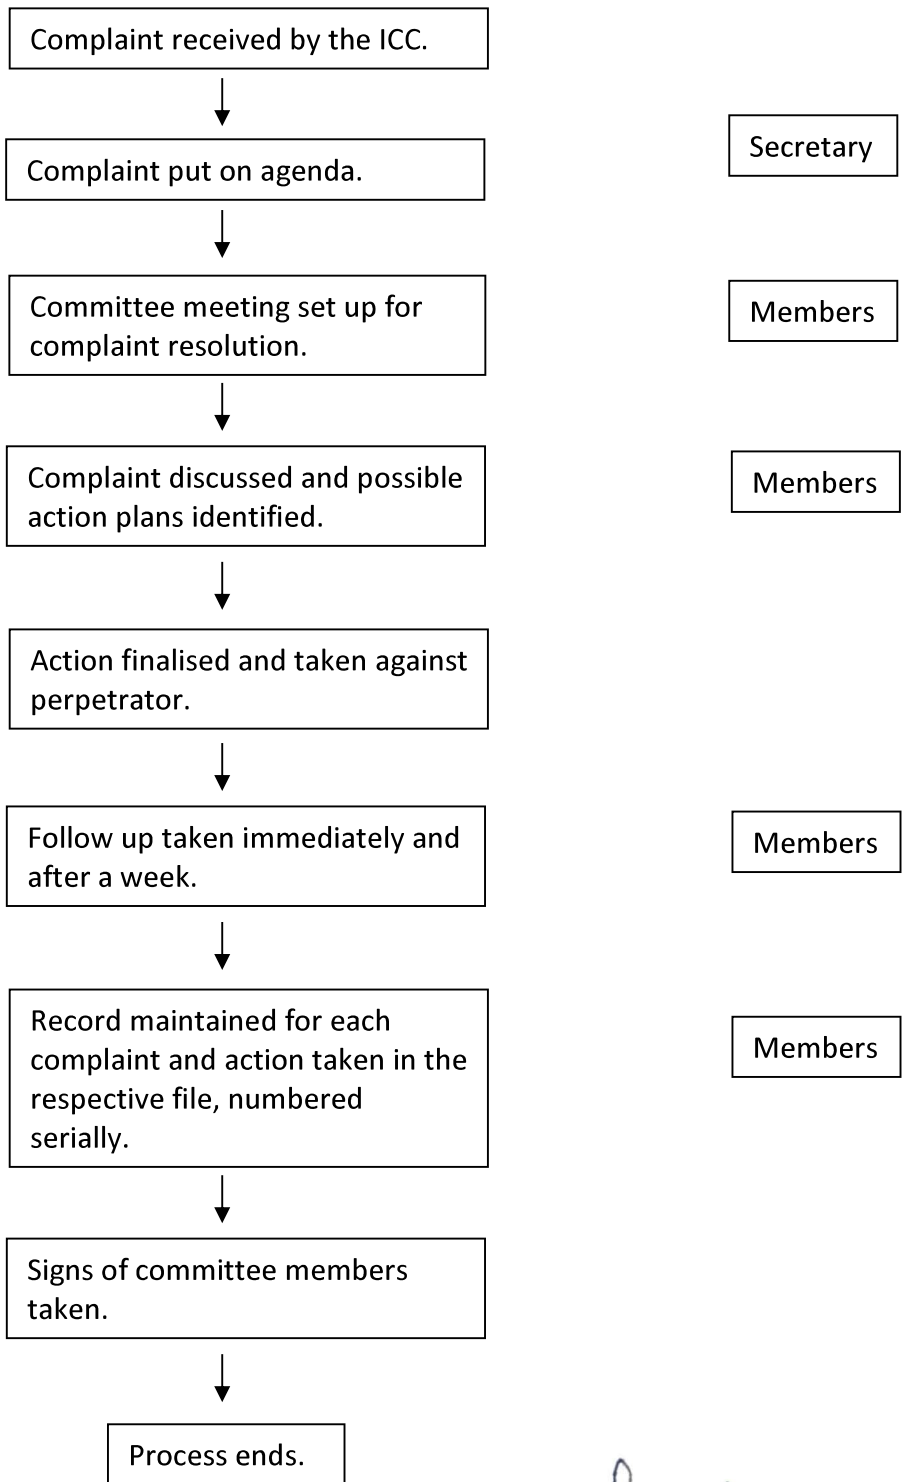 Complaint received by the ICC.
Complaint put on agenda.
Secretary
Committee meeting set up for
complaint resolution.
Members
Complaint discussed and possible
action plans identified.
Members
Action finalised and taken against
perpetrator.
Follow up taken immediately and
after a week.
Members
Record maintained for each
complaint and action taken in the
respective file, numbered
serially.
Members
Signs of committee members
taken.
Process ends.